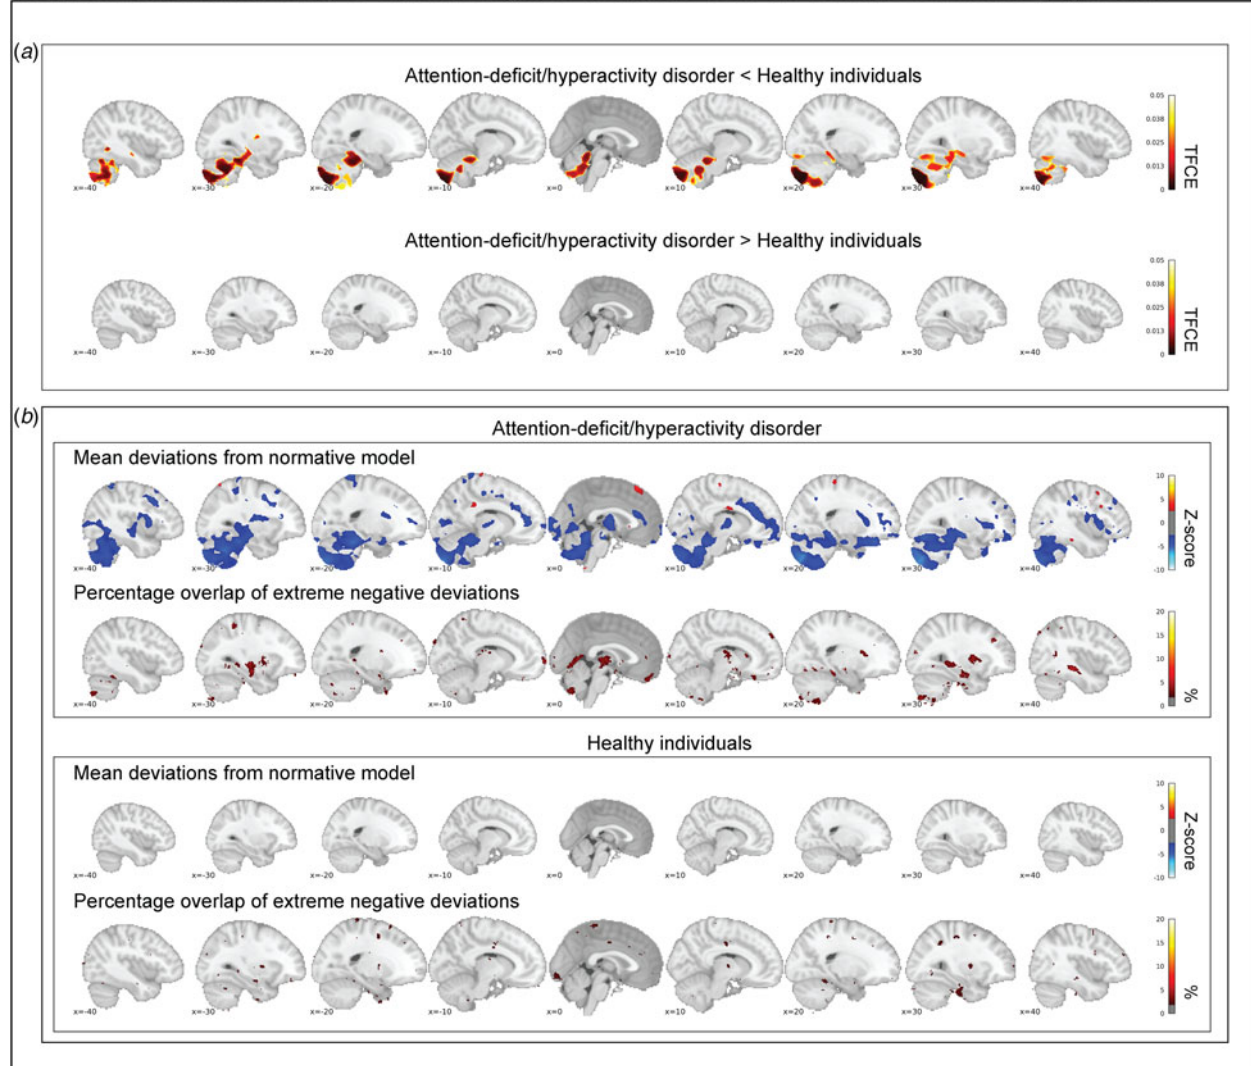 (a)
Attention-deficit/hyperactivity disorder < Healthy individuals
x=-40 x=-30 x=-20 x=-10 x=0 x=10 x=20 x=30 x=40
0.05
0.038
0.025
0.013
0
TFCE
Attention-deficit/hyperactivity disorder > Healthy individuals
x=-40 x=-30 x=-20 x=-10 x=0 x=10 x=20 x=30 x=40
0.05
0.038
0.025
0.013
0
TFCE
(b)
Attention-deficit/hyperactivity disorder
Mean deviations from normative model
x=-40 x=-30 x=-20 x=-10 x=0 x=10 x=20 x=30 x=40
10
5
0
-5
-10
Z-score
Percentage overlap of extreme negative deviations
x=-40 x=-30 x=-20 x=-10 x=0 x=10 x=20 x=30 x=40
20
15
10
5
0
%
Healthy individuals
Mean deviations from normative model
x=-40 x=-30 x=-20 x=-10 x=0 x=10 x=20 x=30 x=40
10
5
0
-5
-10
Z-score
Percentage overlap of extreme negative deviations
x=-40 x=-30 x=-20 x=-10 x=0 x=10 x=20 x=30 x=40
20
15
10
5
0
%